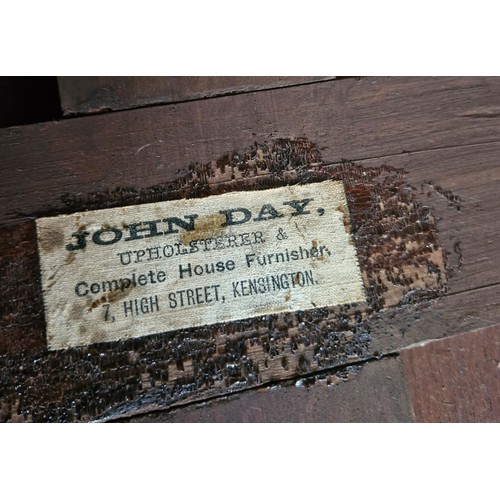 JOHN DAY,
UPHOLSTERER &
Complete House Furnisher,
7, HIGH STREET, KENSINGTON.